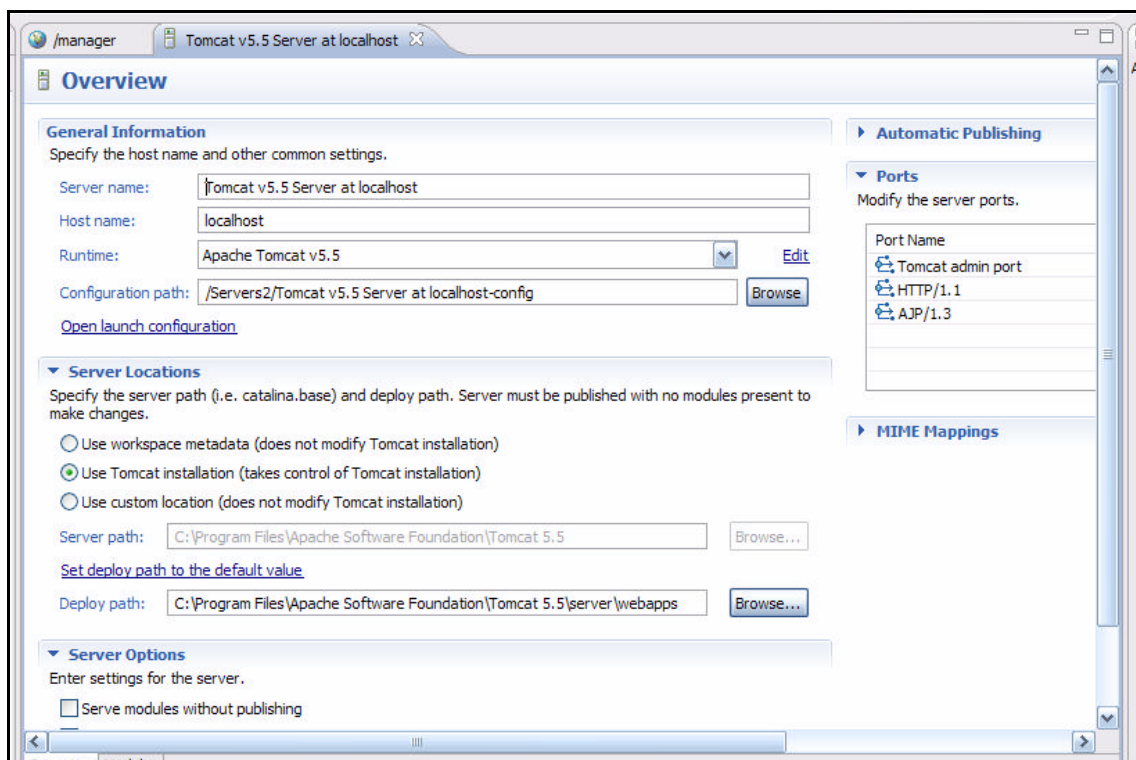 /manager
Tomcat v5.5 Server at localhost
Overview
General Information
Specify the host name and other common settings.
Server name: Tomcat v5.5 Server at localhost
Host name: localhost
Runtime: Apache Tomcat v5.5 Edit
Configuration path: /Servers2/Tomcat v5.5 Server at localhost-config Browse
Open launch configuration
Server Locations
Specify the server path (i.e. catalina.base) and deploy path. Server must be published with no modules present to
make changes.
Use workspace metadata (does not modify Tomcat installation)
Use Tomcat installation (takes control of Tomcat installation)
Use custom location (does not modify Tomcat installation)
Server path: C:\Program Files\Apache Software Foundation\Tomcat 5.5 Browse...
Set deploy path to the default value
Deploy path: C:\Program Files\Apache Software Foundation\Tomcat 5.5\server\webapps Browse...
Server Options
Enter settings for the server.
Serve modules without publishing
Automatic Publishing
Ports
Modify the server ports.
Port Name
Tomcat admin port
HTTP/1.1
AJP/1.3
MIME Mappings